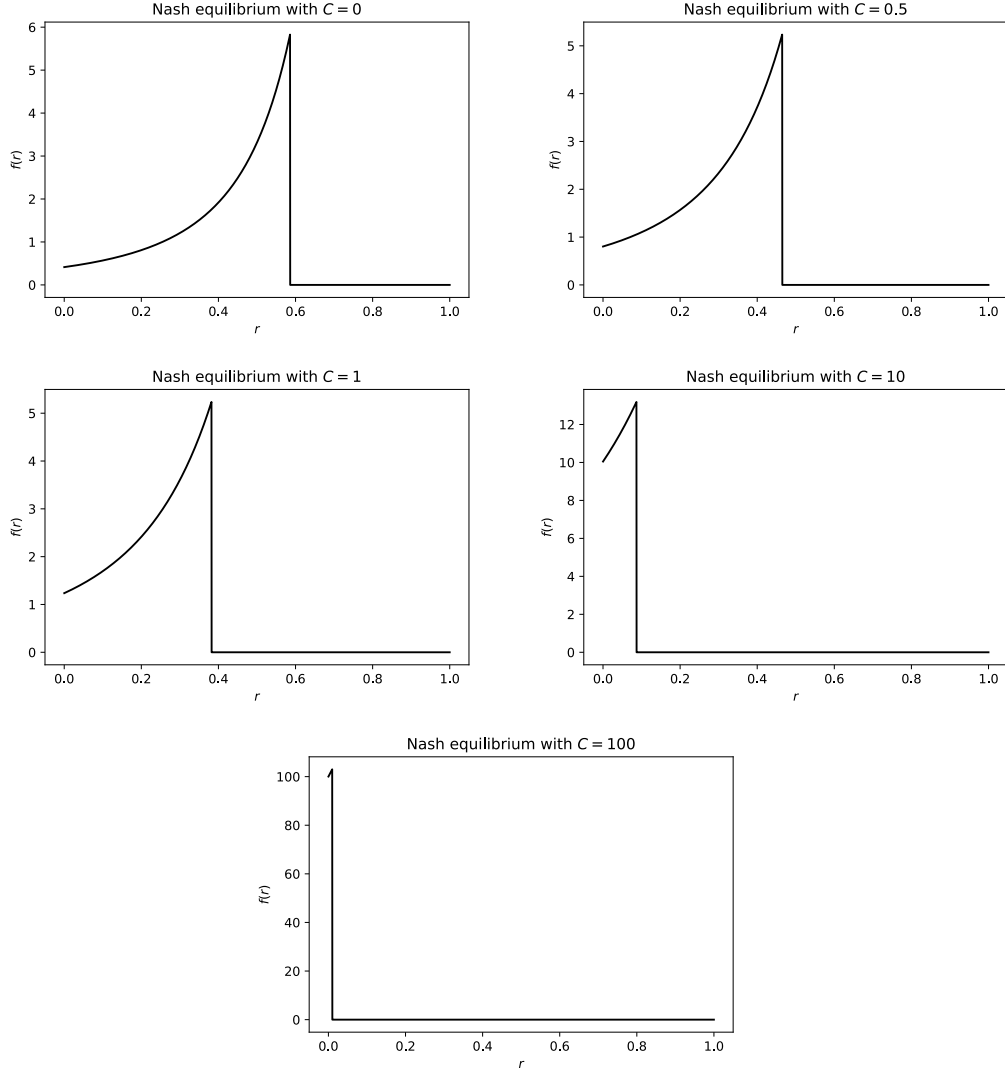 Nash equilibrium with C = 0
6
5
4
3
2
1
0
f(r)
0.0 0.2 0.4 0.6 0.8 1.0
r
Nash equilibrium with C = 0.5
5
4
3
2
1
0
f(r)
0.0 0.2 0.4 0.6 0.8 1.0
r
Nash equilibrium with C = 1
5
4
3
2
1
0
f(r)
0.0 0.2 0.4 0.6 0.8 1.0
r
Nash equilibrium with C = 10
12
10
8
6
4
2
0
f(r)
0.0 0.2 0.4 0.6 0.8 1.0
r
Nash equilibrium with C = 100
100
80
60
40
20
0
f(r)
0.0 0.2 0.4 0.6 0.8 1.0
r